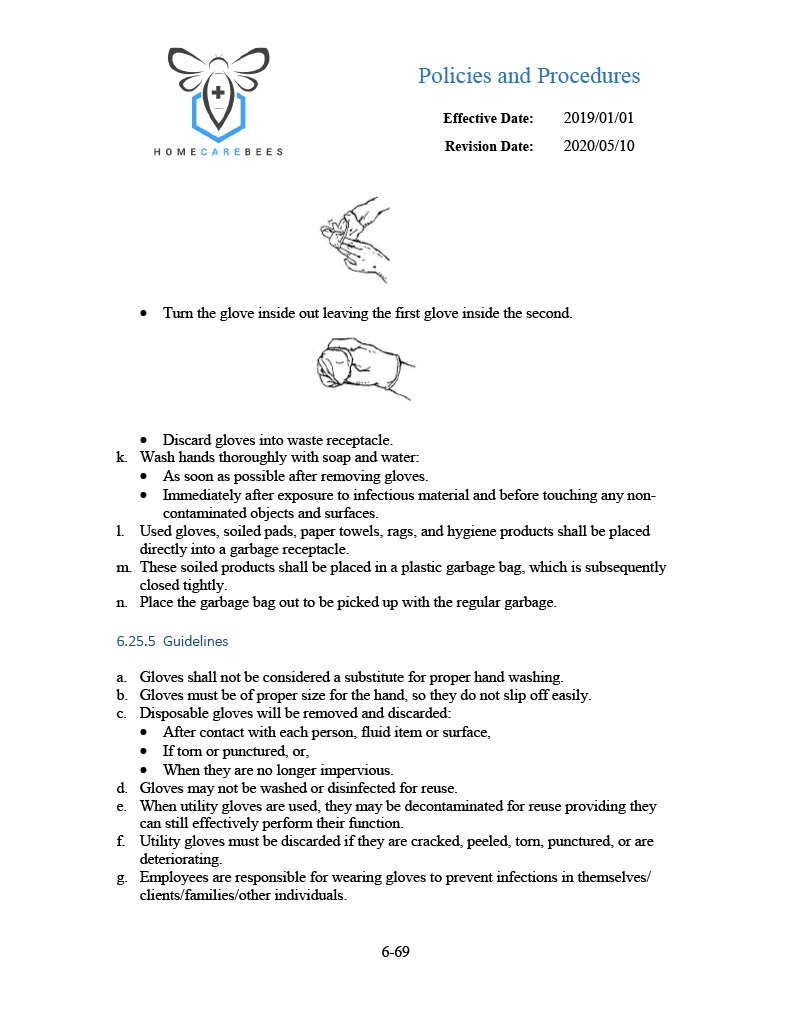 Policies and Procedures
Effective Date: 2019/01/01
Revision Date: 2020/05/10
HOMECAREBEES
• Turn the glove inside out leaving the first glove inside the second.
• Discard gloves into waste receptacle.
k. Wash hands thoroughly with soap and water:
• As soon as possible after removing gloves.
• Immediately after exposure to infectious material and before touching any non-
contaminated objects and surfaces.
l. Used gloves, soiled pads, paper towels, rags, and hygiene products shall be placed
directly into a garbage receptacle.
m. These soiled products shall be placed in a plastic garbage bag, which is subsequently
closed tightly.
n. Place the garbage bag out to be picked up with the regular garbage.
6.25.5 Guidelines
a. Gloves shall not be considered a substitute for proper hand washing.
b. Gloves must be of proper size for the hand, so they do not slip off easily.
c. Disposable gloves will be removed and discarded:
• After contact with each person, fluid item or surface,
• If torn or punctured, or,
• When they are no longer impervious.
d. Gloves may not be washed or disinfected for reuse.
e. When utility gloves are used, they may be decontaminated for reuse providing they
can still effectively perform their function.
f. Utility gloves must be discarded if they are cracked, peeled, torn, punctured, or are
deteriorating.
g. Employees are responsible for wearing gloves to prevent infections in themselves/
clients/families/other individuals.
6-69